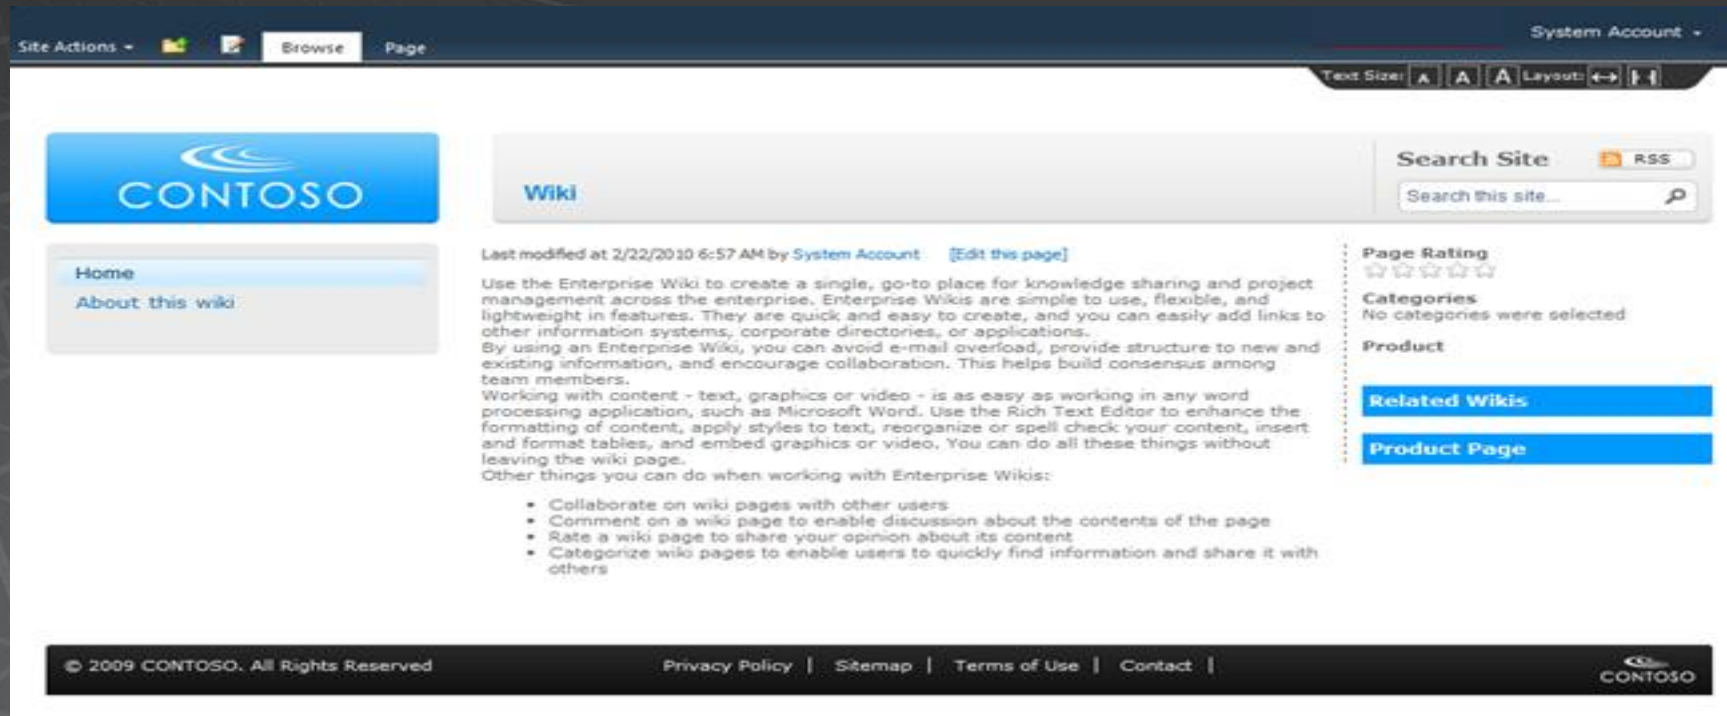 Site Actions
Browse
Page
System Account
Text Size: A A A Layout:
CONTOSO
Wiki
Search Site
RSS
Search this site...
Home
About this wiki
Last modified at 2/22/2010 6:57 AM by System Account [Edit this page]
Use the Enterprise Wiki to create a single, go-to place for knowledge sharing and project
management across the enterprise. Enterprise Wikis are simple to use, flexible, and
lightweight in features. They are quick and easy to create, and you can easily add links to
other information systems, corporate directories, or applications.
By using an Enterprise Wiki, you can avoid e-mail overload, provide structure to new and
existing information, and encourage collaboration. This helps build consensus among
team members.
Working with content - text, graphics or video - is as easy as working in any word
processing application, such as Microsoft Word. Use the Rich Text Editor to enhance the
formatting of content, apply styles to text, reorganize or spell check your content, insert
and format tables, and embed graphics or video. You can do all these things without
leaving the wiki page.
Other things you can do when working with Enterprise Wikis:
• Collaborate on wiki pages with other users
• Comment on a wiki page to enable discussion about the contents of the page
• Rate a wiki page to share your opinion about its content
• Categorize wiki pages to enable users to quickly find information and share it with
others
Page Rating
Categories
No categories were selected
Product
Related Wikis
Product Page
© 2009 CONTOSO. All Rights Reserved
Privacy Policy | Sitemap | Terms of Use | Contact |
CONTOSO